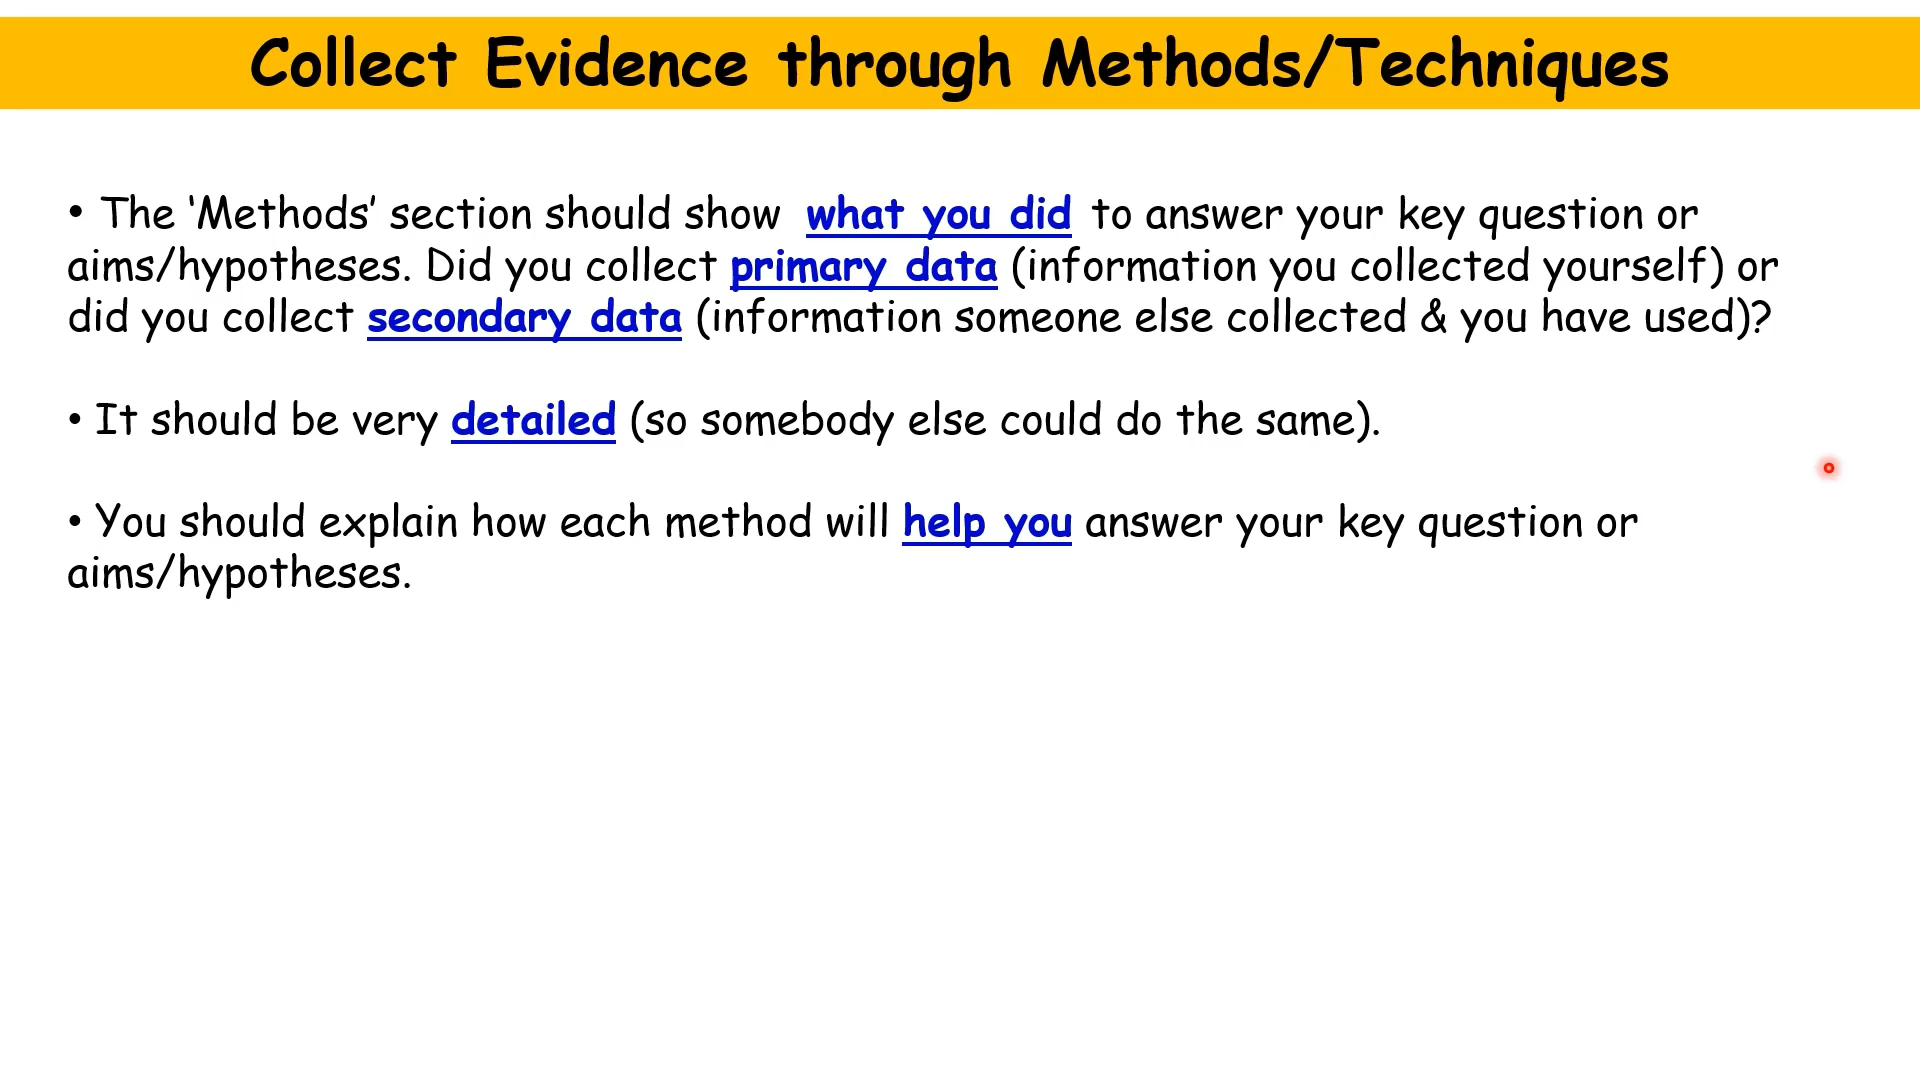 Collect Evidence through Methods/Techniques
• The ‘Methods’ section should show what you did to answer your key question or
aims/hypotheses. Did you collect primary data (information you collected yourself) or
did you collect secondary data (information someone else collected & you have used)?
• It should be very detailed (so somebody else could do the same).
• You should explain how each method will help you answer your key question or
aims/hypotheses.